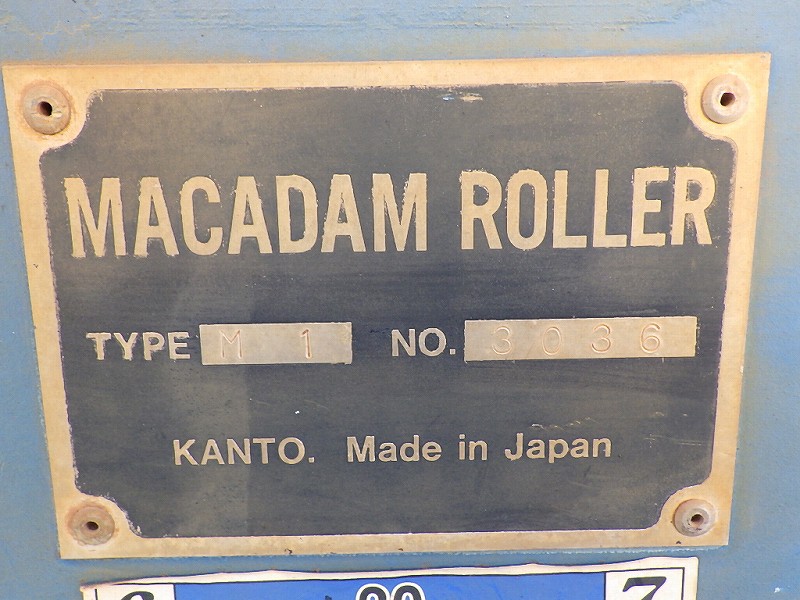 MACADAM ROLLER
TYPE M 1 NO. 3036
KANTO. Made in Japan